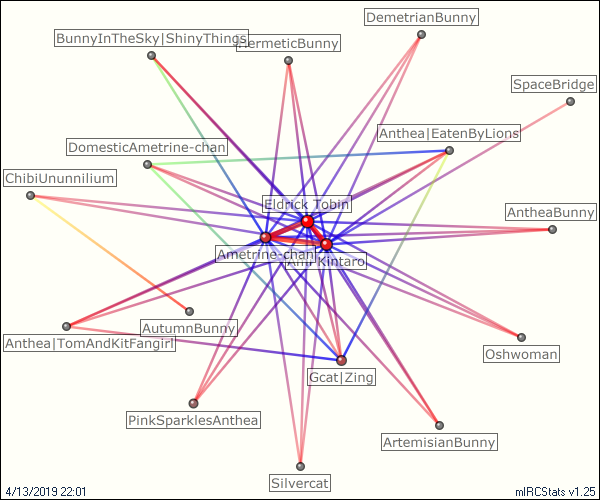 DemetrianBunny
BunnyInTheSky|ShinyThings
HermeticBunny
SpaceBridge
Anthea|EatenByLions
DomesticAmetrine-chan
ChibiUnunnilium
Eldrick Tobin
AntheaBunny
Ametrine-chan
Ann Kintaro
AutumnBunny
Anthea|TomAndKitFangirl
Oshwoman
Gcat|Zing
PinkSparklesAnthea
ArtemisianBunny
Silvercat
4/13/2019 22:01
mIRCStats v1.25